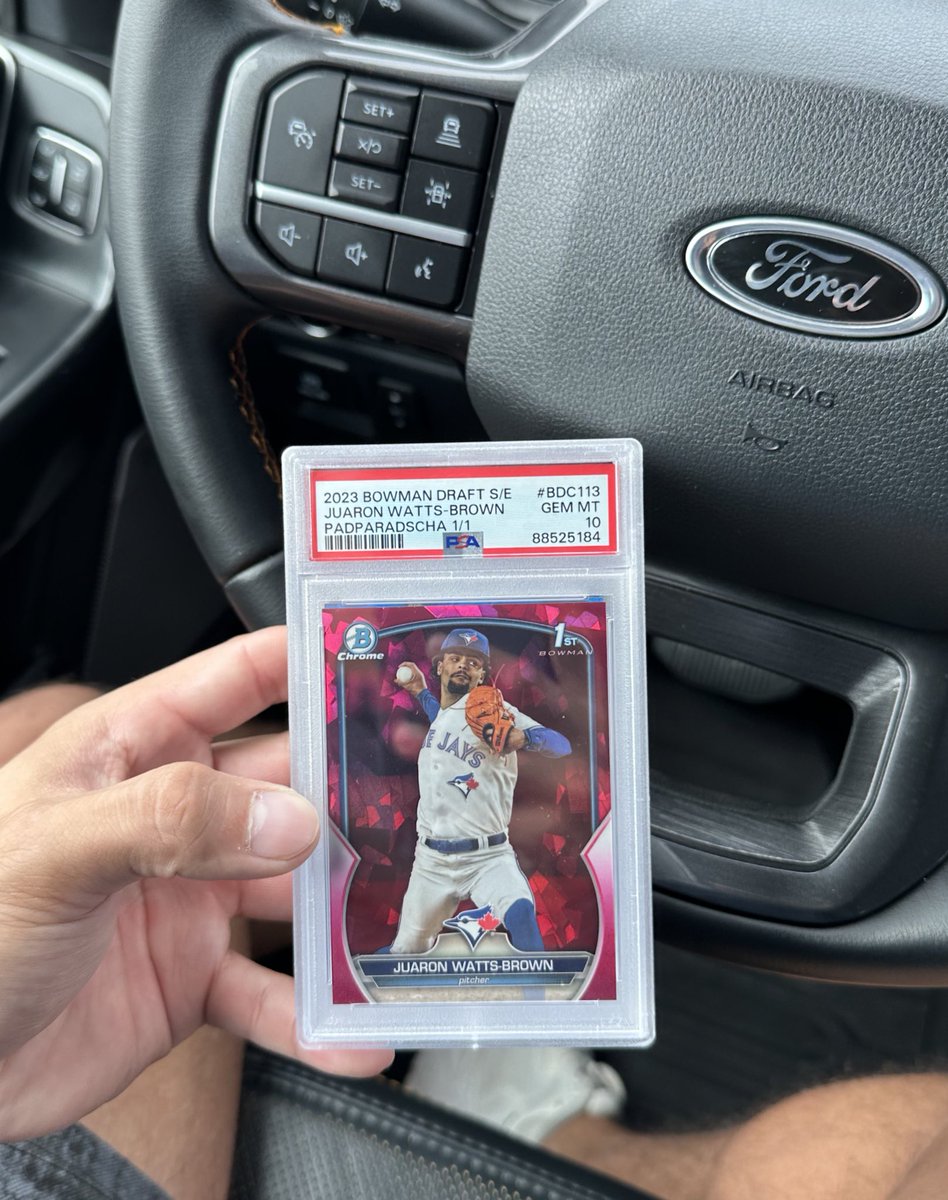 SET+
SET-
Ford
AIRBAG
2023 BOWMAN DRAFT S/E #BDC113
JUARON WATTS-BROWN GEM MT
PADPARADSCHA 1/1 10
PSA 88525184
B
Chrome
1ST
BOWMAN
JAYS
JUARON WATTS-BROWN
pitcher